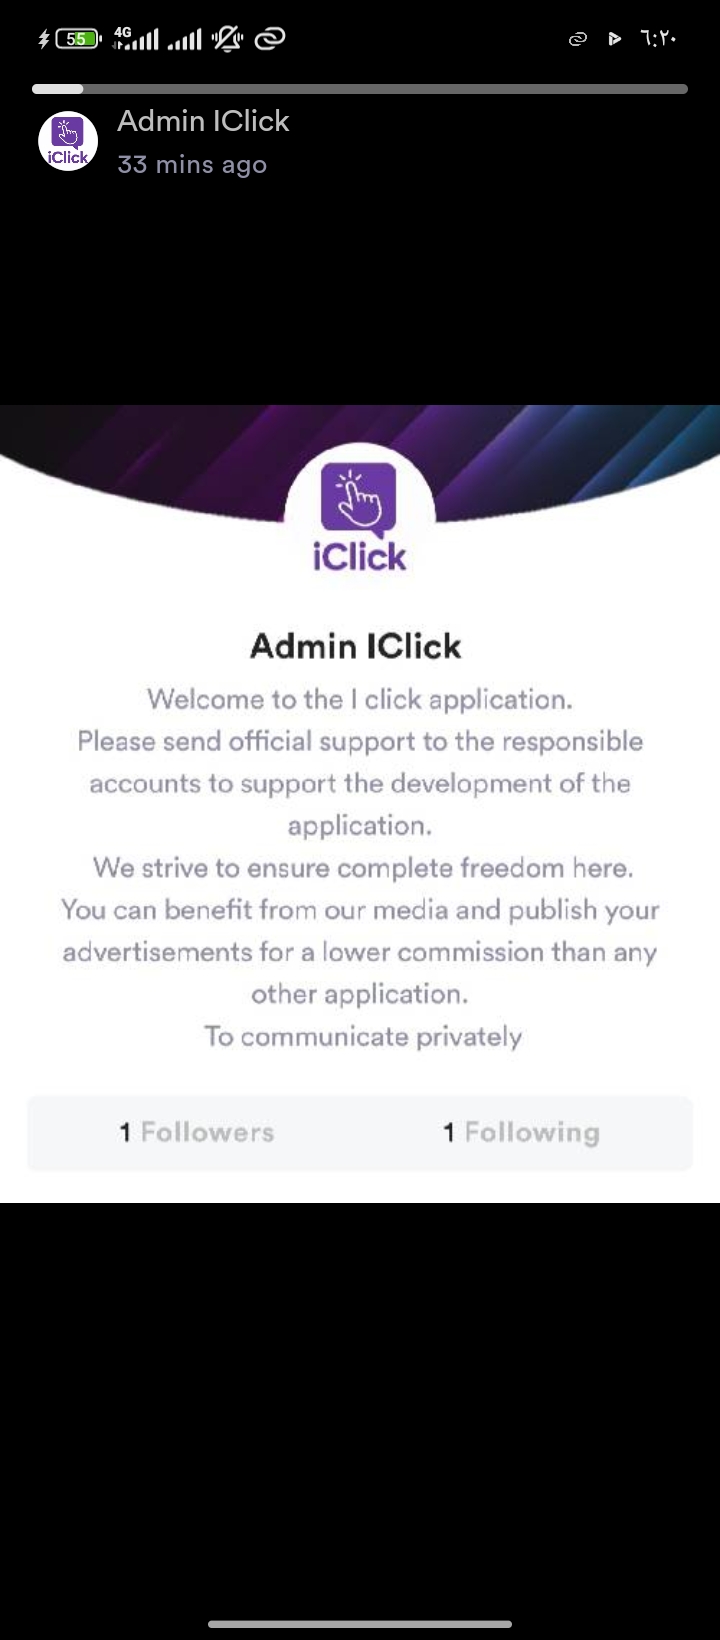 55 4G ٦:٢٠
Admin IClick
iClick
33 mins ago
iClick
Admin IClick
Welcome to the I click application.
Please send official support to the responsible
accounts to support the development of the
application.
We strive to ensure complete freedom here.
You can benefit from our media and publish your
advertisements for a lower commission than any
other application.
To communicate privately
1 Followers 1 Following